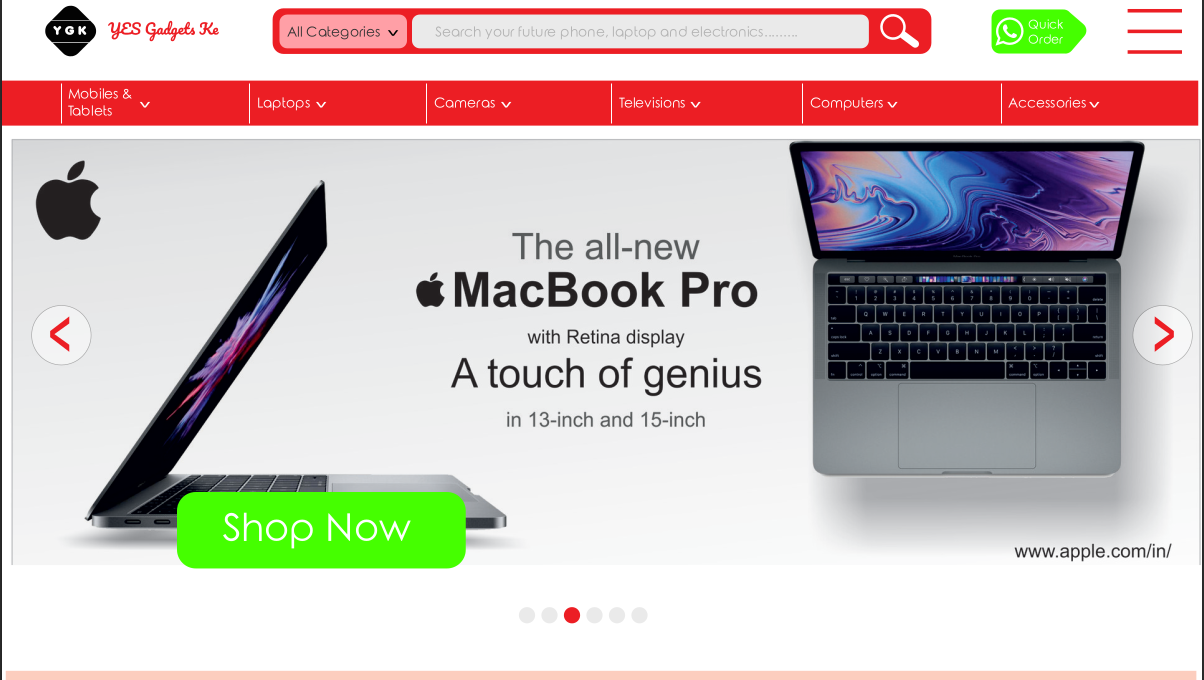 YGK
YES Gadgets Ke
All Categories
Search your future phone, laptop and electronics.........
Quick
Order
Mobiles &
Tablets
Laptops
Cameras
Televisions
Computers
Accessories
The all-new
MacBook Pro
with Retina display
A touch of genius
in 13-inch and 15-inch
Shop Now
www.apple.com/in/